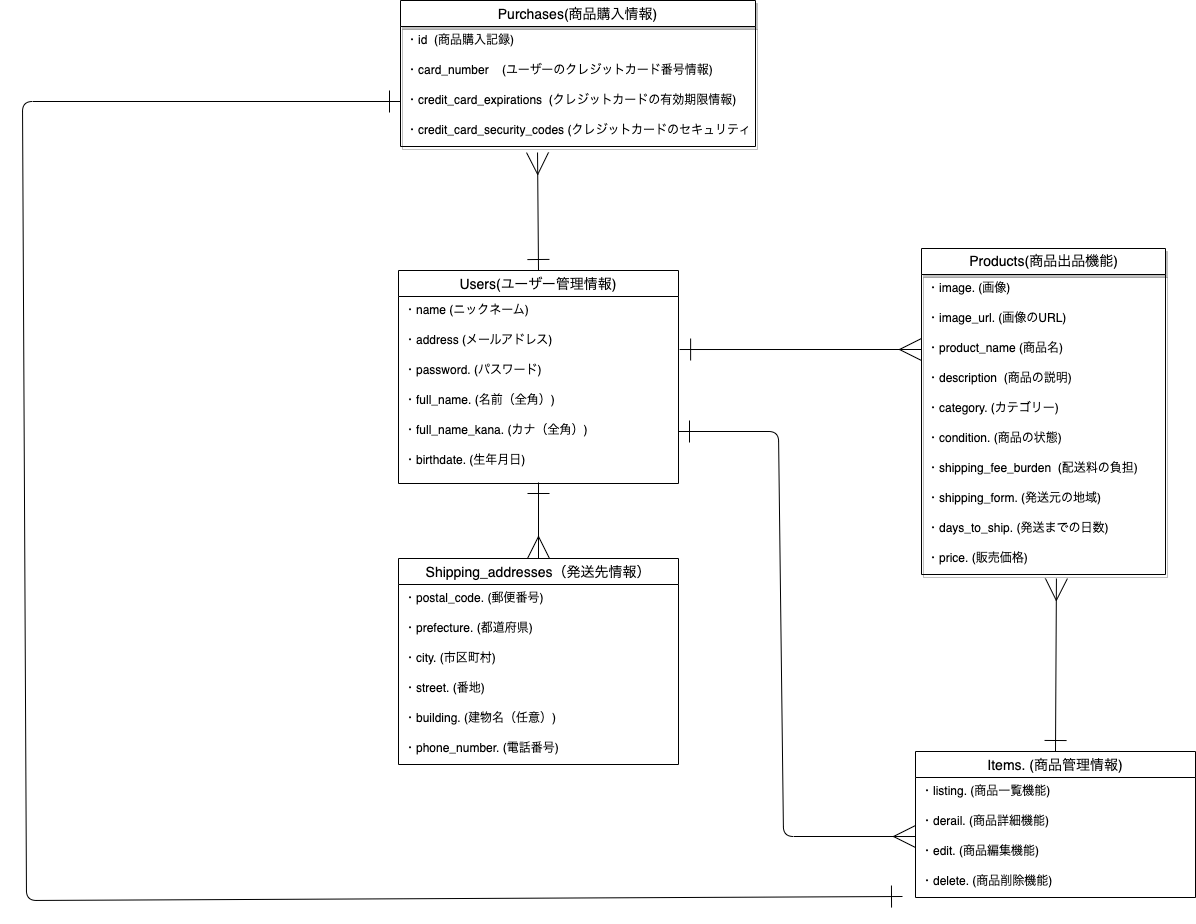 Purchases(商品購入情報)
・id (商品購入記録)
・card_number (ユーザーのクレジットカード番号情報)
・credit_card_expirations (クレジットカードの有効期限情報)
・credit_card_security_codes (クレジットカードのセキュリティ
Users(ユーザー管理情報)
・name (ニックネーム)
・address (メールアドレス)
・password. (パスワード)
・full_name. (名前（全角）)
・full_name_kana. (カナ（全角）)
・birthdate. (生年月日)
Products(商品出品機能)
・image. (画像)
・image_url. (画像のURL)
・product_name (商品名)
・description (商品の説明)
・category. (カテゴリー)
・condition. (商品の状態)
・shipping_fee_burden (配送料の負担)
・shipping_form. (発送元の地域)
・days_to_ship. (発送までの日数)
・price. (販売価格)
Shipping_addresses（発送先情報）
・postal_code. (郵便番号)
・prefecture. (都道府県)
・city. (市区町村)
・street. (番地)
・building. (建物名（任意）)
・phone_number. (電話番号)
Items. (商品管理情報)
・listing. (商品一覧機能)
・derail. (商品詳細機能)
・edit. (商品編集機能)
・delete. (商品削除機能)